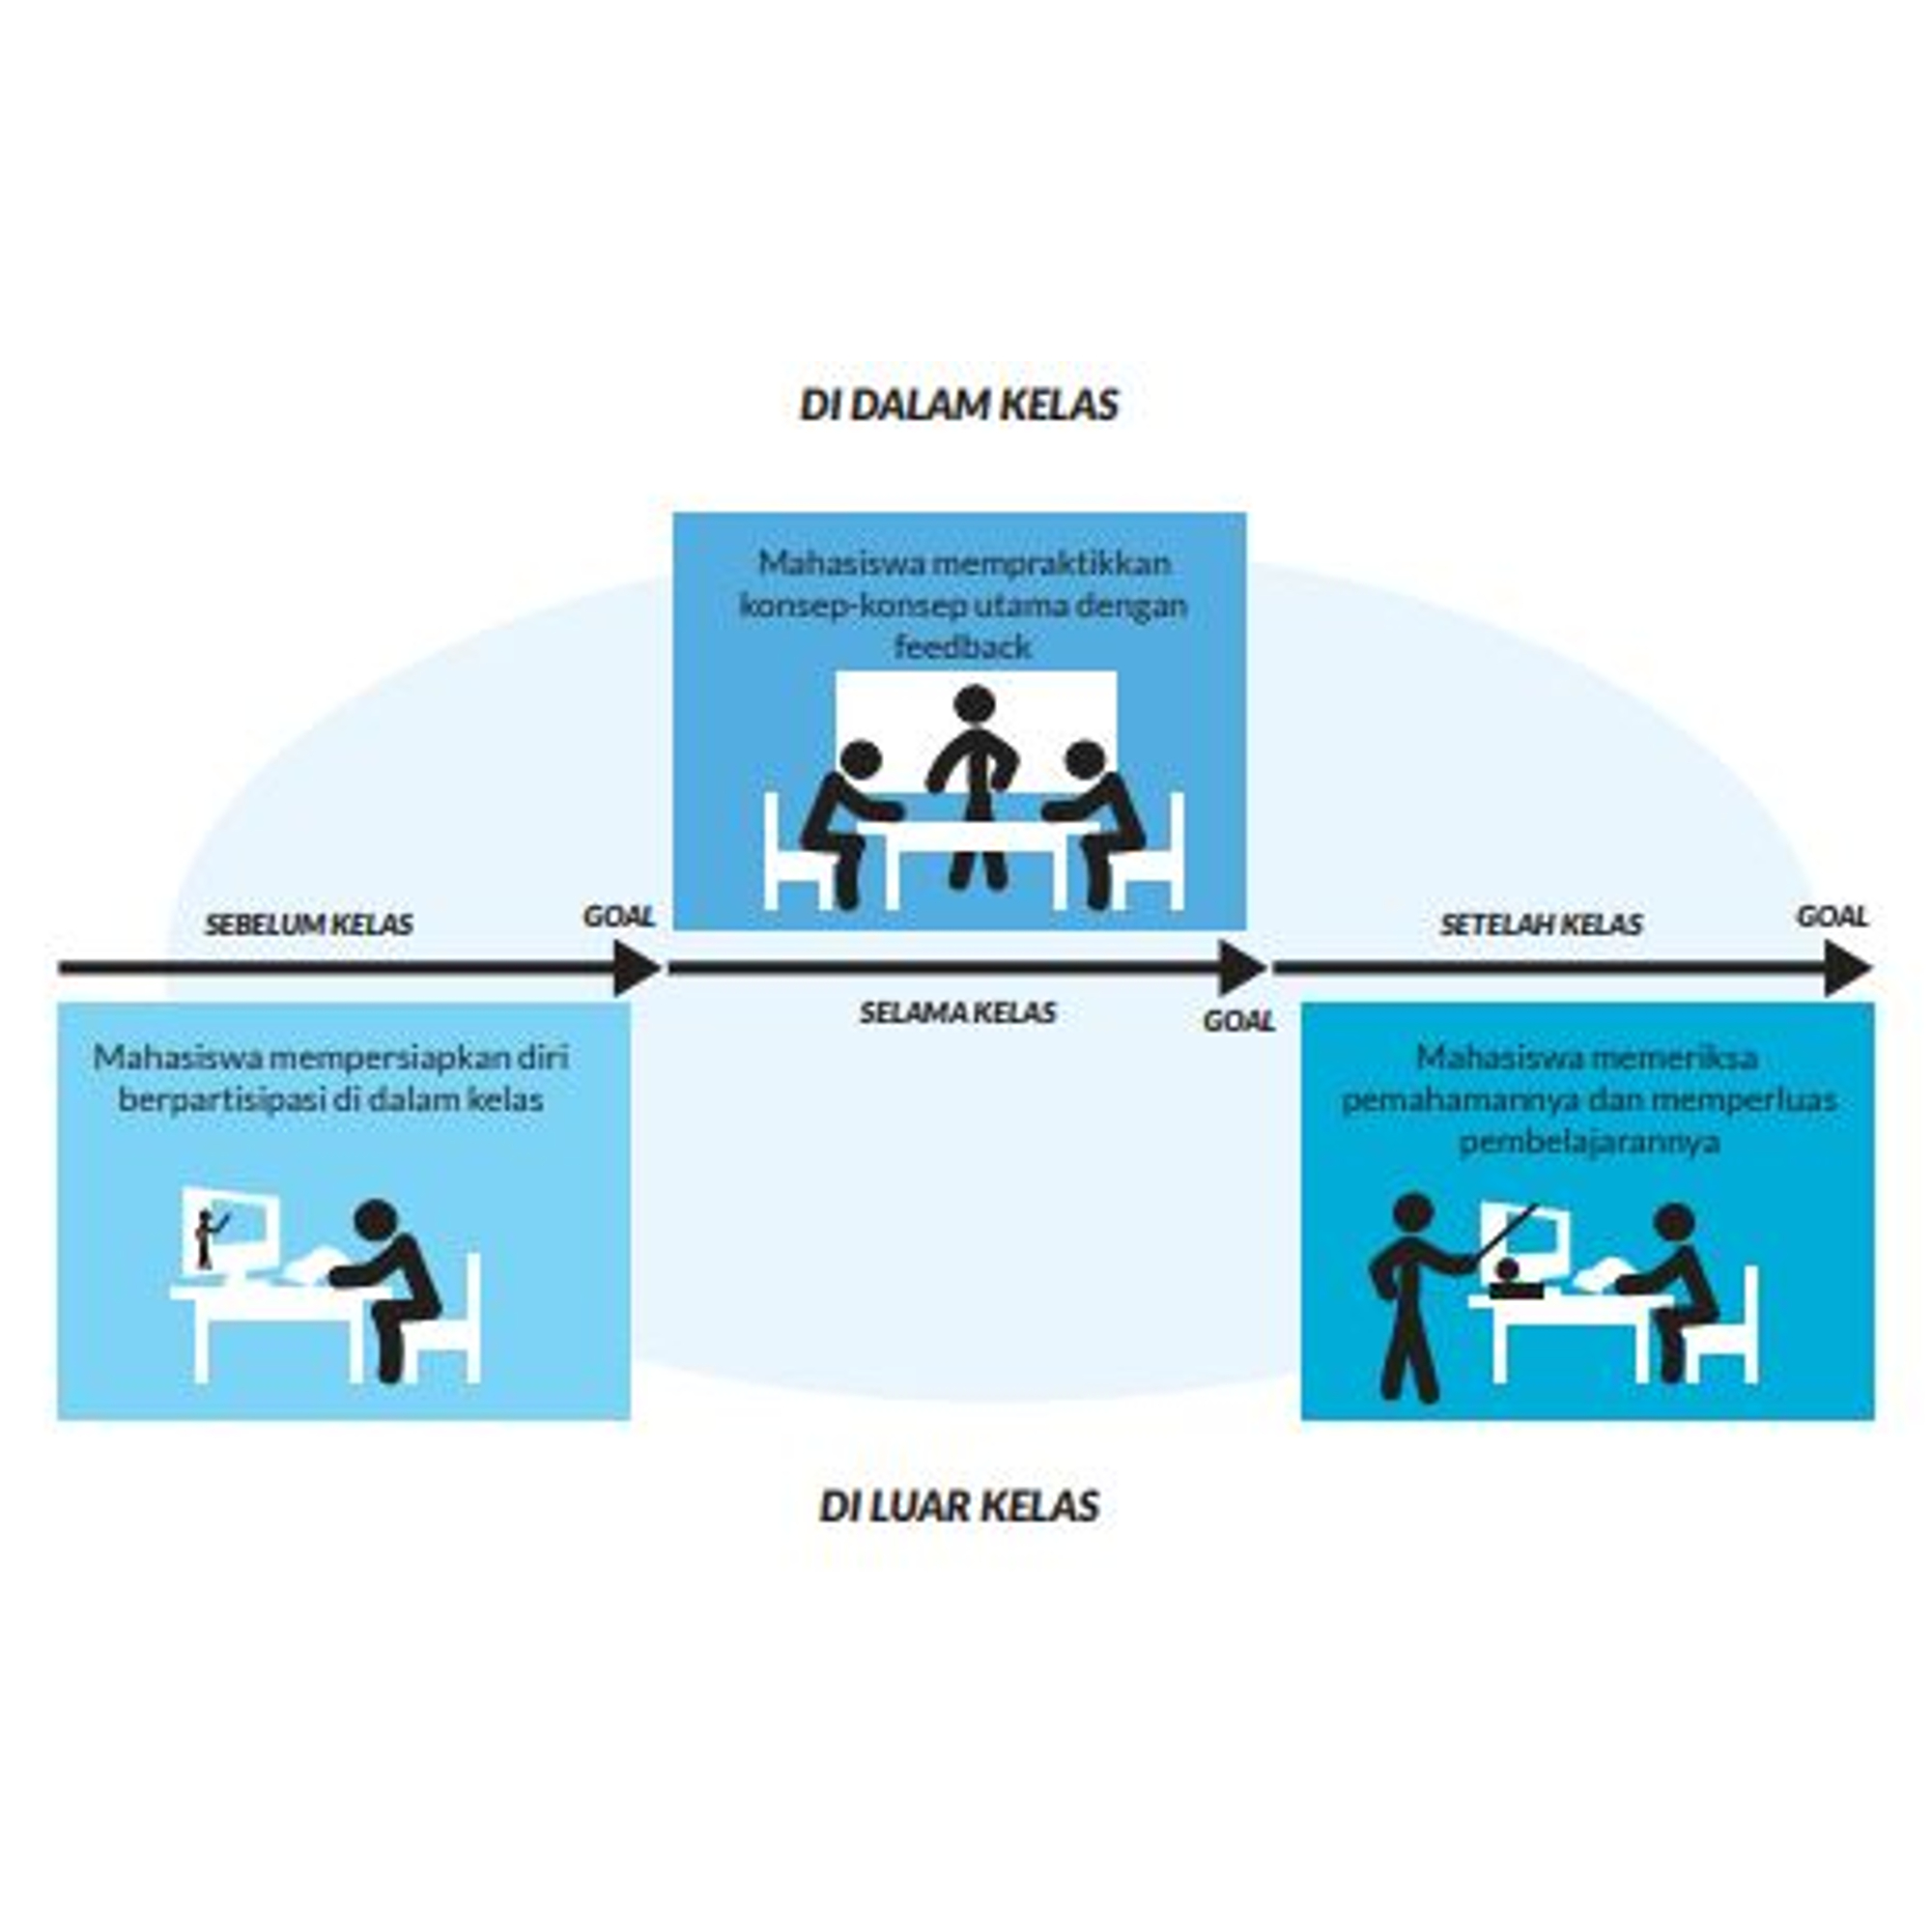 DI DALAM KELAS
Mahasiswa mempraktikkan
konsep-konsep utama dengan
feedback
SEBELUM KELAS
GOAL
SETELAH KELAS
GOAL
SELAMA KELAS
GOAL
Mahasiswa mempersiapkan diri
berpartisipasi di dalam kelas
Mahasiswa memeriksa
pemahamannya dan memperluas
pembelajarannya
DI LUAR KELAS